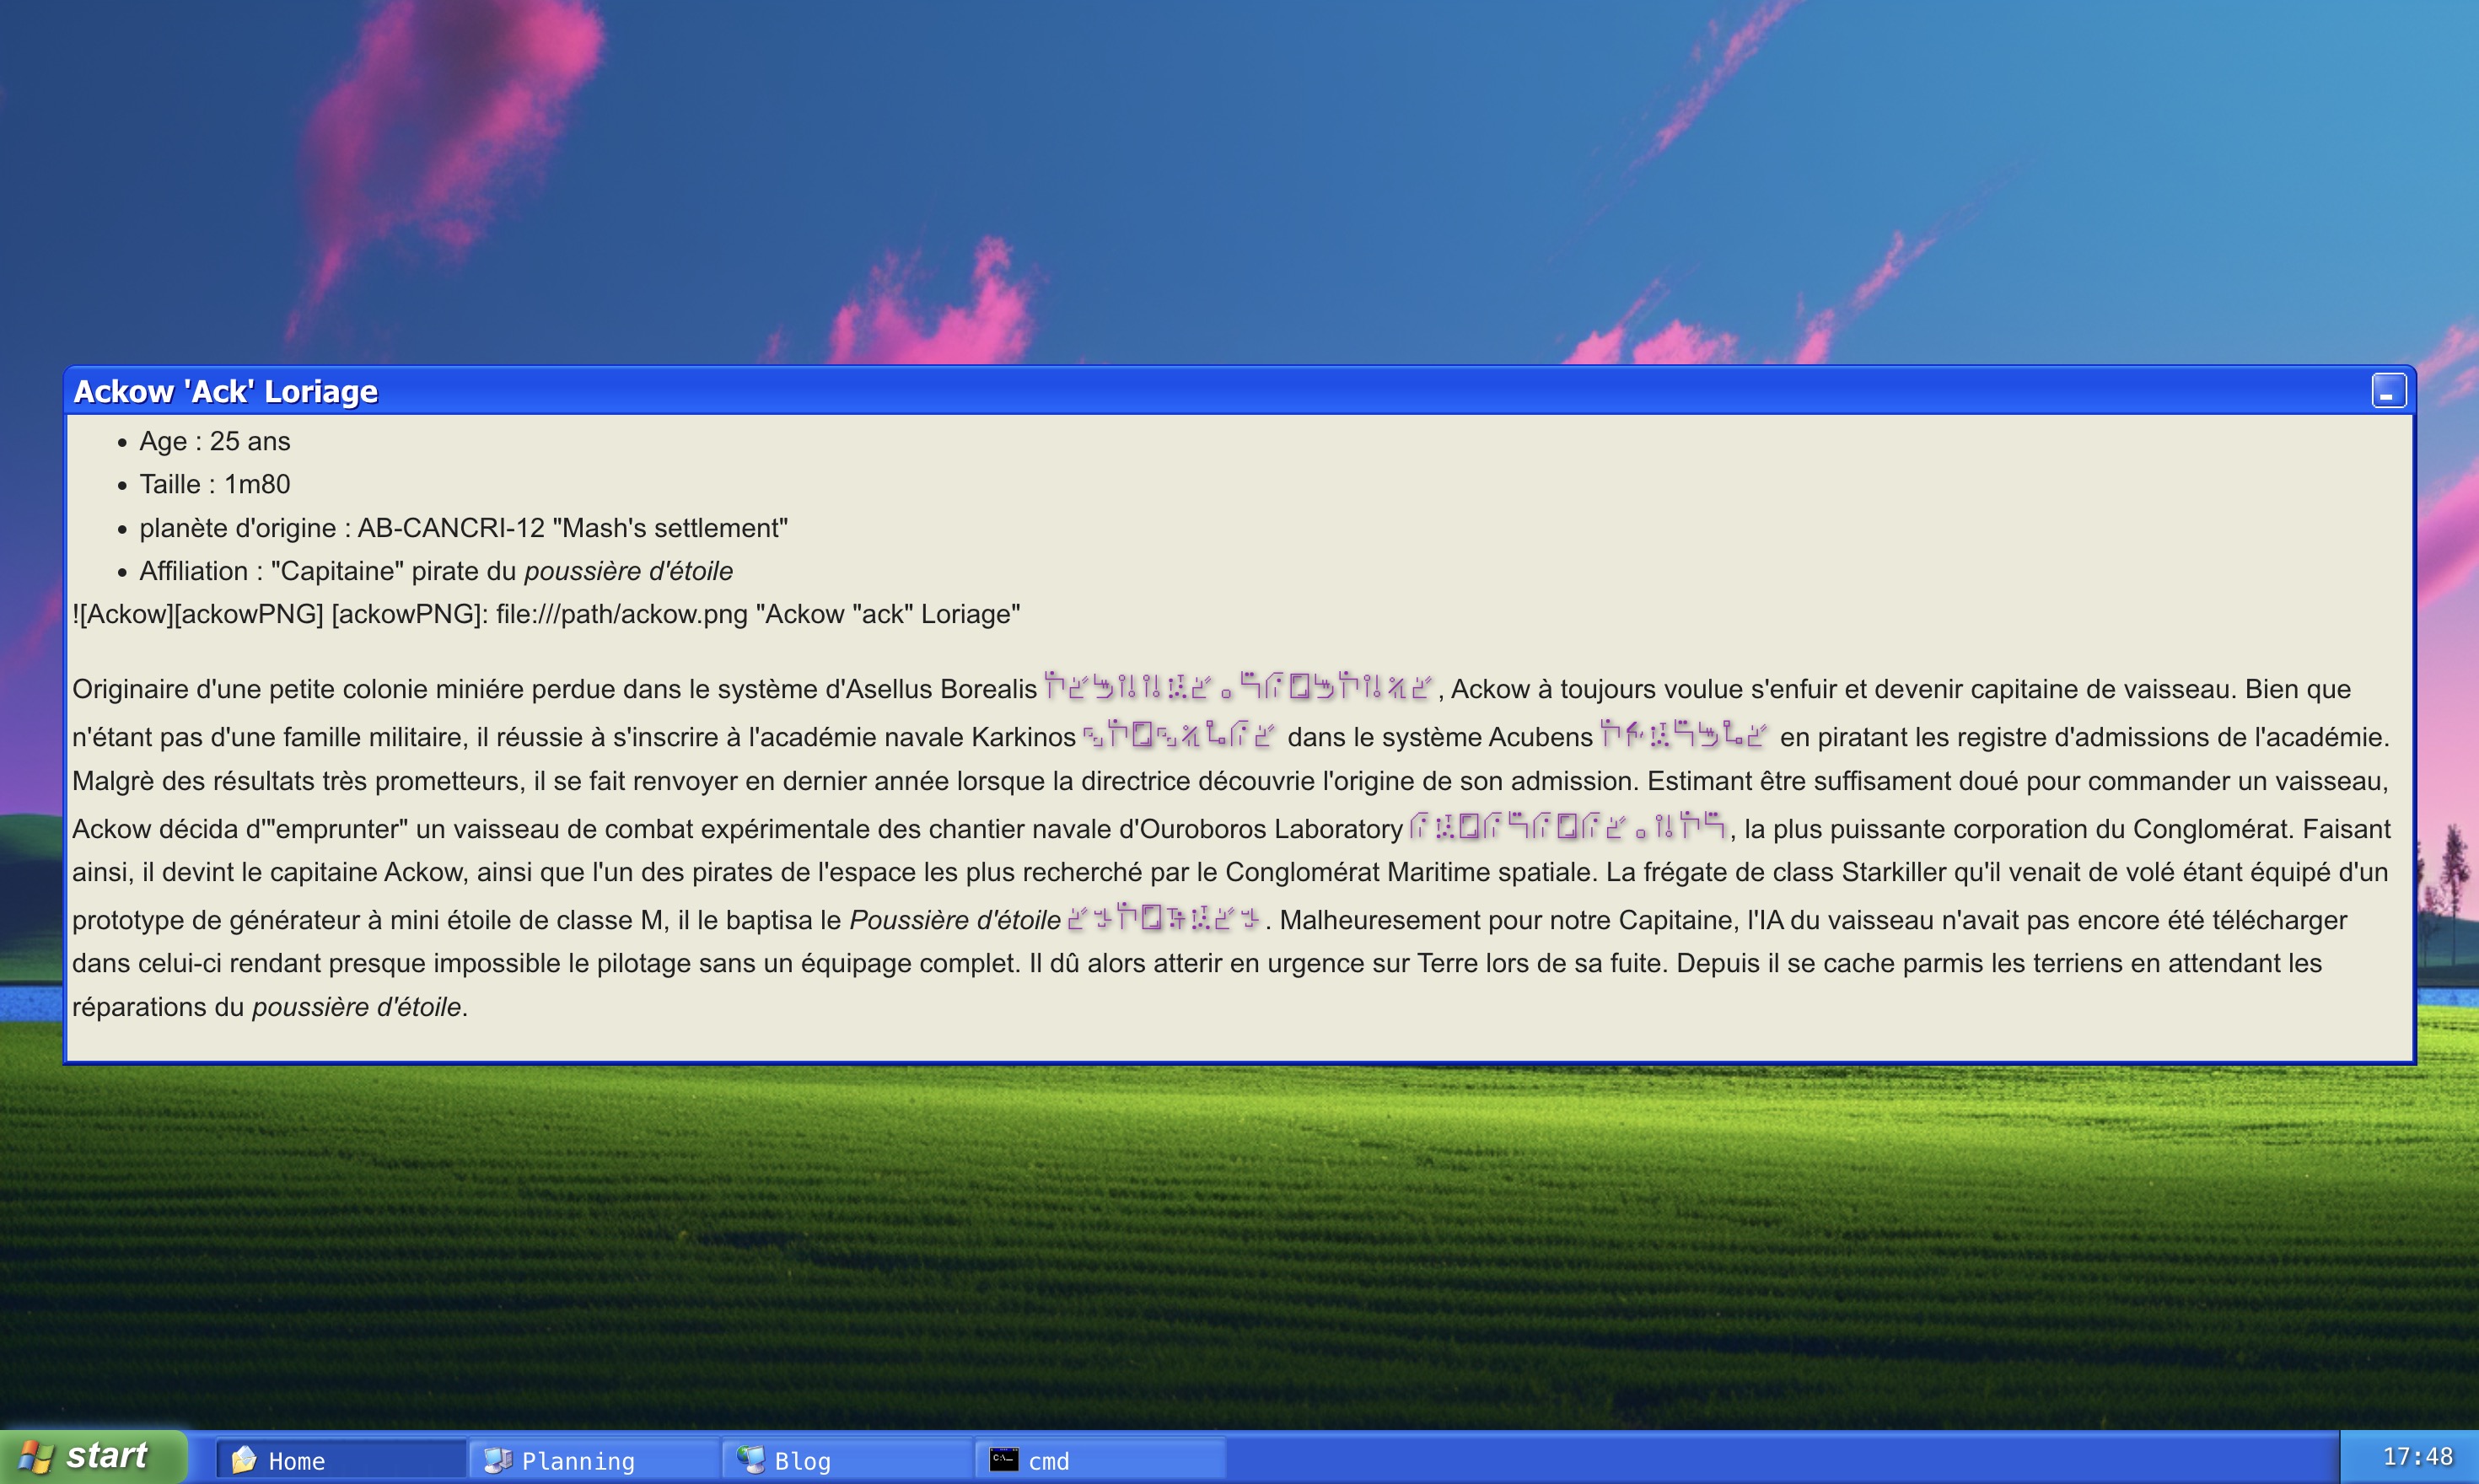 Ackow 'Ack' Loriage
Age : 25 ans
Taille : 1m80
planète d'origine : AB-CANCRI-12 "Mash's settlement"
Affiliation : "Capitaine" pirate du poussière d'étoile
![Ackow][ackowPNG] [ackowPNG]: file:///path/ackow.png "Ackow "ack" Loriage"
Originaire d'une petite colonie miniére perdue dans le système d'Asellus Borealis , Ackow à toujours voulue s'enfuir et devenir capitaine de vaisseau. Bien que
n'étant pas d'une famille militaire, il réussie à s'inscrire à l'académie navale Karkinos dans le système Acubens en piratant les registre d'admissions de l'académie.
Malgrè des résultats très prometteurs, il se fait renvoyer en dernier année lorsque la directrice découvrie l'origine de son admission. Estimant être suffisament doué pour commander un vaisseau,
Ackow décida d'"emprunter" un vaisseau de combat expérimentale des chantier navale d'Ouroboros Laboratory , la plus puissante corporation du Conglomérat. Faisant
ainsi, il devint le capitaine Ackow, ainsi que l'un des pirates de l'espace les plus recherché par le Conglomérat Maritime spatiale. La frégate de class Starkiller qu'il venait de volé étant équipé d'un
prototype de générateur à mini étoile de classe M, il le baptisa le Poussière d'étoile . Malheuresement pour notre Capitaine, l'IA du vaisseau n'avait pas encore été télécharger
dans celui-ci rendant presque impossible le pilotage sans un équipage complet. Il dû alors atterir en urgence sur Terre lors de sa fuite. Depuis il se cache parmis les terriens en attendant les
réparations du poussière d'étoile.
start Home Planning Blog cmd 17:48